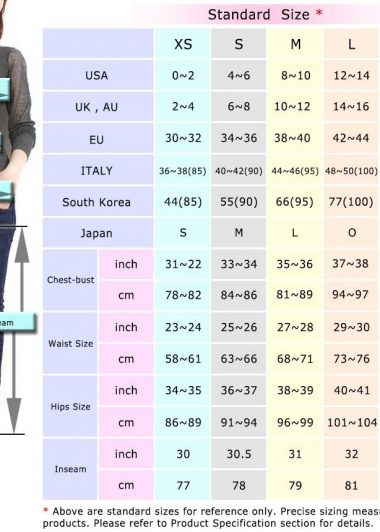 Standard Size *
XS S M L
USA 0~2 4~6 8~10 12~14
UK , AU 2~4 6~8 10~12 14~16
EU 30~32 34~36 38~40 42~44
ITALY 36~38(85) 40~42(90) 44~46(95) 48~50(100)
South Korea 44(85) 55(90) 66(95) 77(100)
Japan S M L O
Chest-bust inch 31~22 33~34 35~36 37~38
cm 78~82 84~86 81~89 94~97
Waist Size inch 23~24 25~26 27~28 29~30
cm 58~61 63~66 68~71 73~76
Hips Size inch 34~35 36~37 38~39 40~41
cm 86~89 91~94 96~99 101~104
Inseam inch 30 30.5 31 32
cm 77 78 79 81
eam
* Above are standard sizes for reference only. Precise sizing measu
products. Please refer to Product Specification section for details.